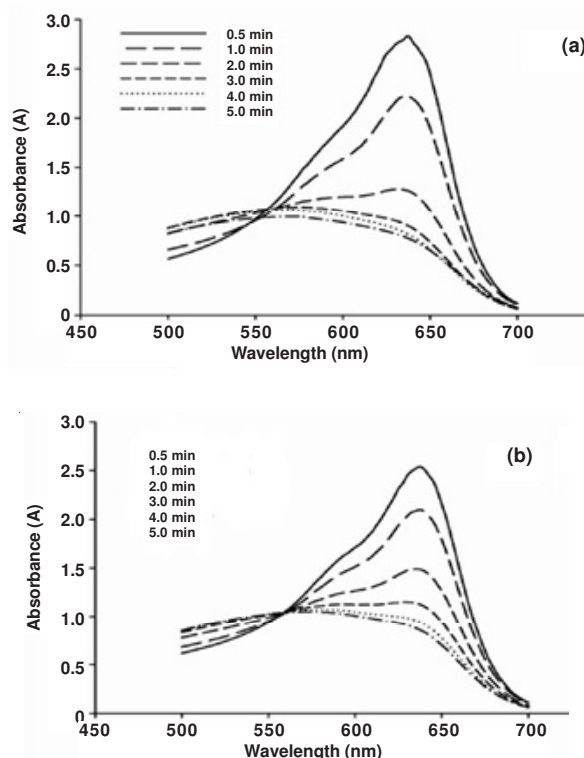 3.0
0.5 min
(a)
1.0 min
2.5
2.0 min
3.0 min
4.0 min
2.0
5.0 min
1.5
1.0
0.5
0
450 500 550 600 650 700
Absorbance (A)
Wavelength (nm)
3.0
0.5 min
(b)
1.0 min
2.5
2.0 min
3.0 min
2.0
4.0 min
5.0 min
1.5
1.0
0.5
0
450 500 550 600 650 700
Absorbance (A)
Wavelength (nm)